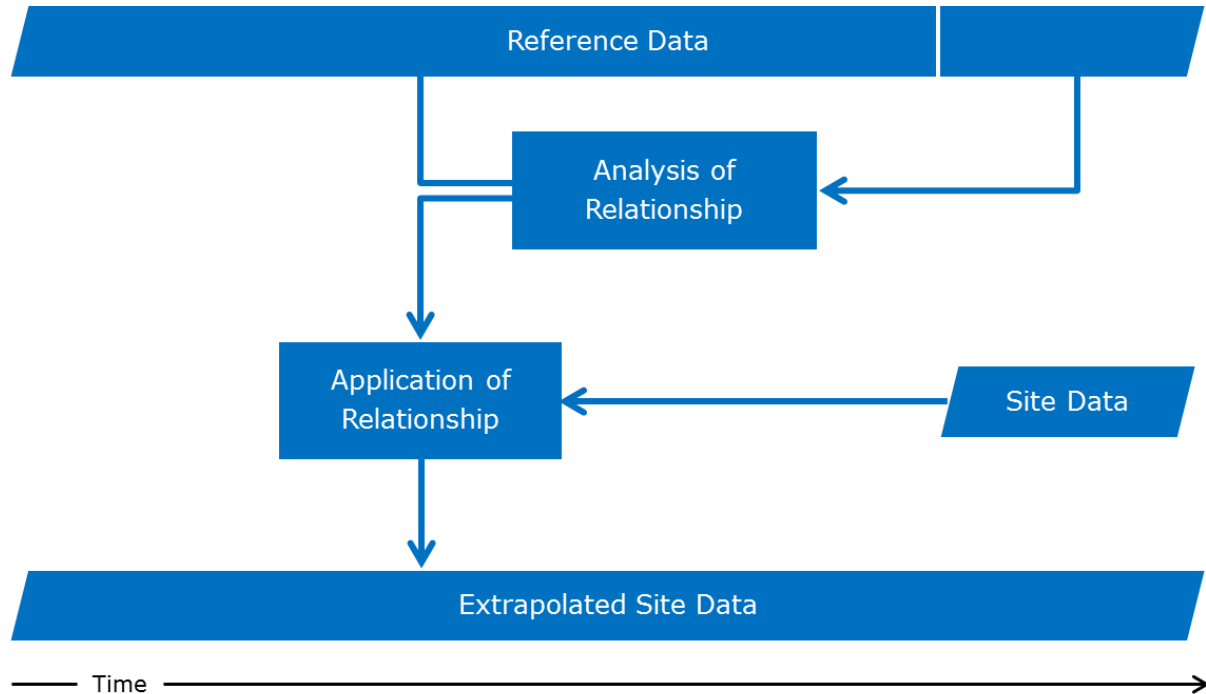 Reference Data
Analysis of
Relationship
Application of
Relationship
Site Data
Extrapolated Site Data
Time